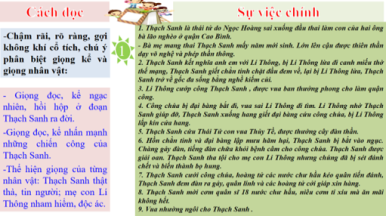 Cách đọc
-Chậm rãi, rõ ràng, gợi
không khí cổ tích, chú ý
phân biệt giọng kể và
giọng nhân vật:
- Giọng đọc, kể ngạc
nhiên, hồi hộp ở đoạn
Thạch Sanh ra đời.
-Giọng đọc, kể nhấn mạnh
những chiến công của
Thạch Sanh.
-Thể hiện giọng của từng
nhân vật: Thạch Sanh thật
thà, tin người; mẹ con Lí
Thông nham hiểm, độc ác.
1
Sự việc chính
1. Thạch Sanh là thái tử do Ngọc Hoàng sai xuống đầu thai làm con của hai ông
bà lão nghèo ở quận Cao Bình.
- Bà mẹ mang thai Thạch Sanh mấy năm mới sinh. Lớn lên cậu được thiên thần
dạy võ nghệ và phép thần thông.
2. Thạch Sanh kết nghĩa anh em với Lí Thông, bị Lí Thông lừa đi canh miếu thờ
thế mạng, Thạch Sanh giết chằn tinh chặt đầu đem về, lại bị Lí Thông lừa, Thạch
Sanh trở về gốc đa sống bằng nghề kiếm củi.
3. Lí Thông cướp công Thạch Sanh , được vua ban thưởng phong cho làm quận
công.
4. Công chúa bị đại bàng bắt đi, vua sai Lí Thông đi tìm. Lí Thông nhờ Thạch
Sanh giúp đỡ, Thạch Sanh xuống hang giết đại bàng cứu công chúa, bị Lí Thông
lấp kín cửa hang.
5. Thạch Sanh cứu Thái Tử con vua Thủy Tề, được thưởng cây đàn thần.
6. Hồn chằn tinh và đại bàng lập mưu hãm hại, Thạch Sanh bị bắt vào ngục.
Chàng gảy đàn, tiếng đàn chữa khỏi bệnh câm cho công chúa. Thạch Sanh được
giải oan. Thạch Sanh tha tội cho mẹ con Lí Thông nhưng chúng đã bị sét đánh
chết và biến thành bọ hung.
7. Thạch Sanh cưới công chúa, hoàng tử các nước chư hầu kéo quân tiến đánh,
Thạch Sanh đem đàn ra gảy, quân lính và các hoàng tử cởi giáp xin hàng.
8. Thạch Sanh mời cơm quân sĩ 18 nước chư hầu, niêu cơm tí xíu mà ăn mãi
không hết.
9. Vua nhường ngôi cho Thạch Sanh .